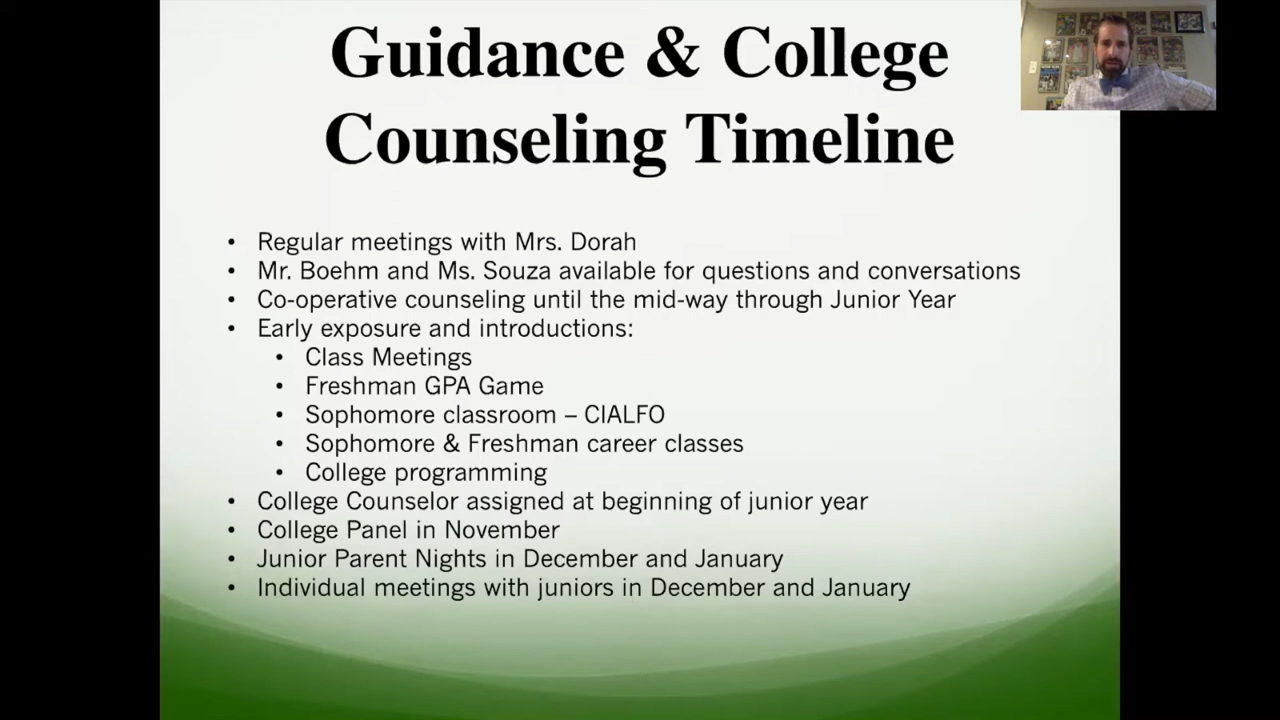 Guidance & College
Counseling Timeline
• Regular meetings with Mrs. Dorah
• Mr. Boehm and Ms. Souza available for questions and conversations
• Co-operative counseling until the mid-way through Junior Year
• Early exposure and introductions:
• Class Meetings
• Freshman GPA Game
• Sophomore classroom – CIALFO
• Sophomore & Freshman career classes
• College programming
• College Counselor assigned at beginning of junior year
• College Panel in November
• Junior Parent Nights in December and January
• Individual meetings with juniors in December and January